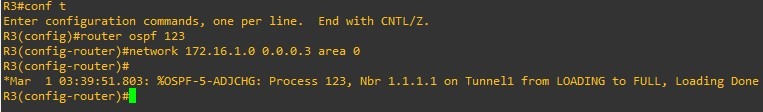 R3#conf t
Enter configuration commands, one per line.  End with CNTL/Z.
R3(config)#router ospf 123
R3(config-router)#network 172.16.1.0 0.0.0.3 area 0
R3(config-router)#
*Mar  1 03:39:51.803: %OSPF-5-ADJCHG: Process 123, Nbr 1.1.1.1 on Tunnel1 from LOADING to FULL, Loading Done
R3(config-router)#